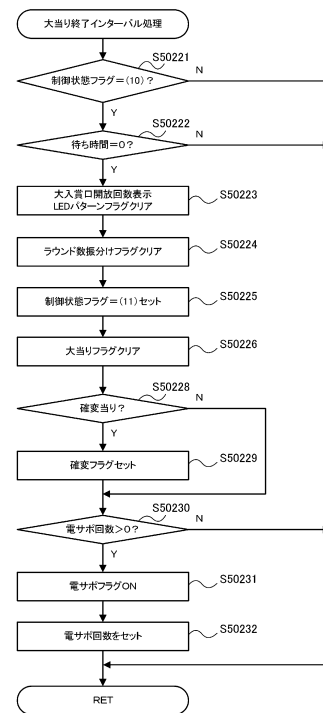 大当り終了インターバル処理
S50221
制御状態フラグ=(10)?
N
Y
S50222
待ち時間=0?
N
Y
大入賞口開放回数表示
LEDパターンフラグクリア
S50223
ラウンド数振分けフラグクリア
S50224
制御状態フラグ=(11)セット
S50225
大当りフラグクリア
S50226
S50228
確変当り?
N
Y
確変フラグセット
S50229
S50230
電サポ回数>0?
N
Y
電サポフラグON
S50231
電サポ回数をセット
S50232
RET